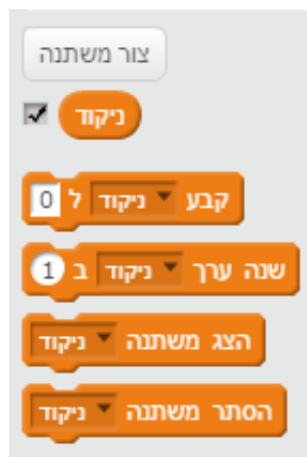 צור משתנה
ניקוד
קבע ניקוד ל 0
שנה ערך ניקוד ב 1
הצג משתנה ניקוד
הסתר משתנה ניקוד